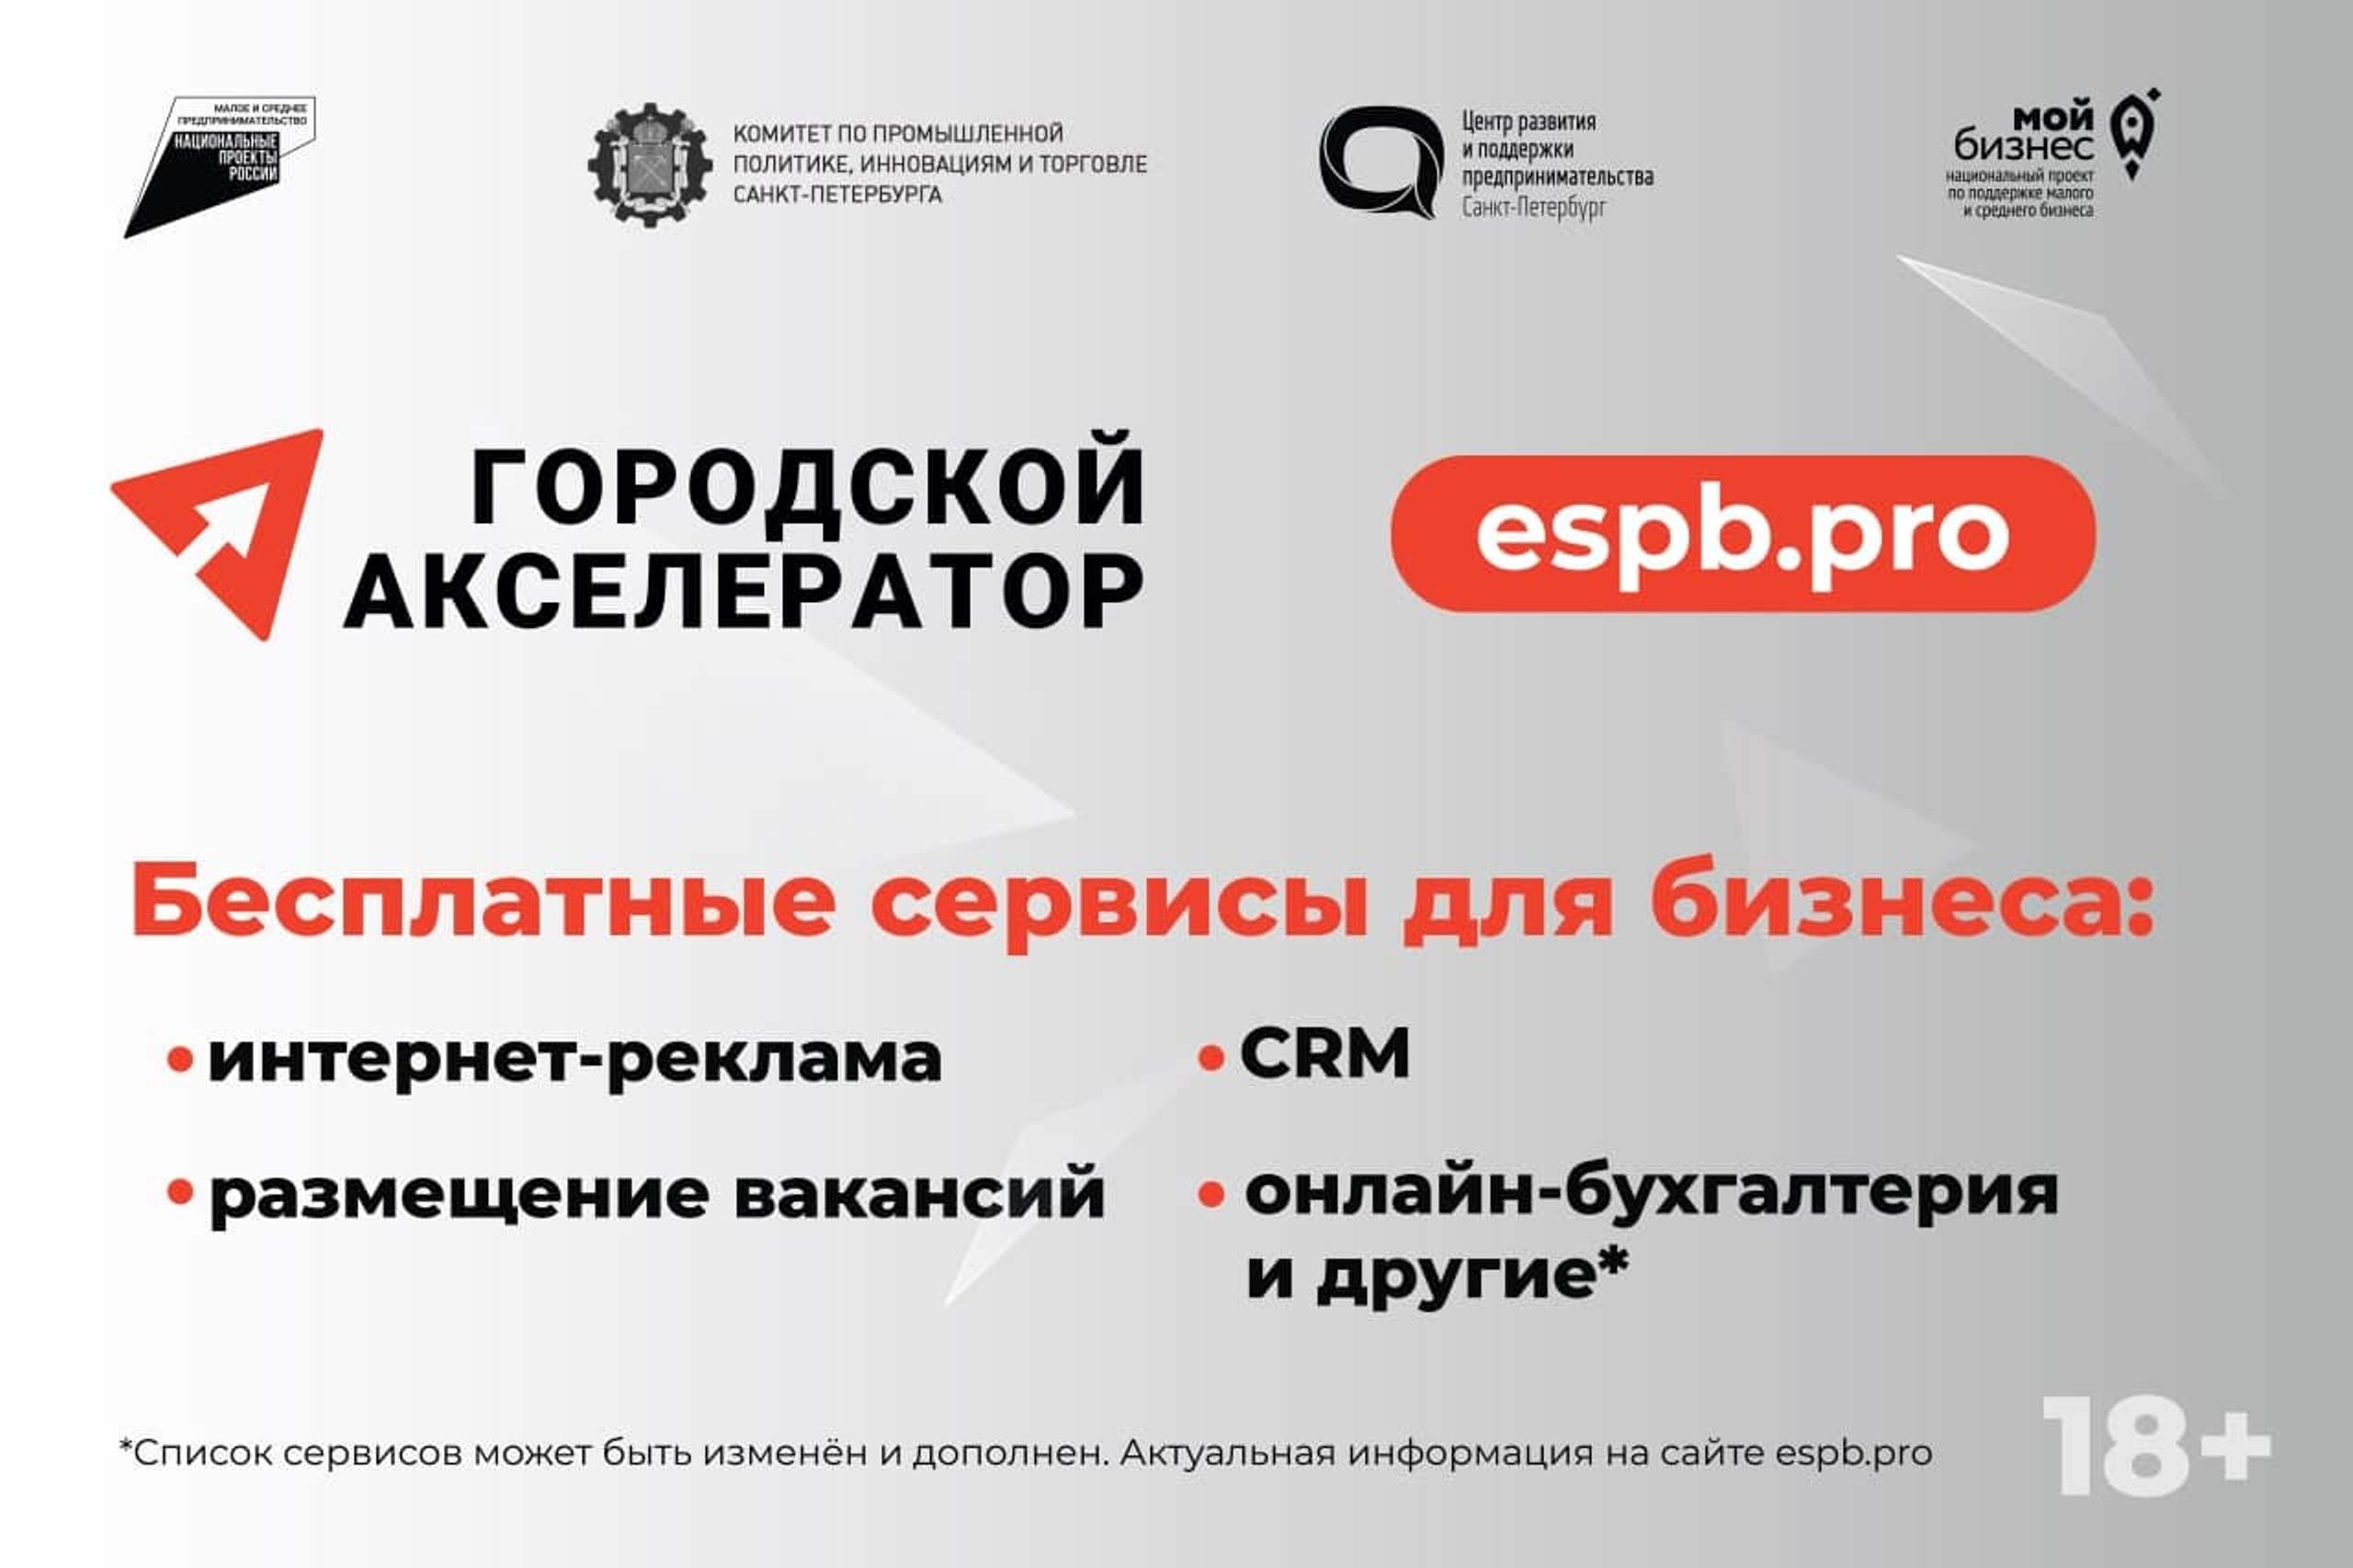 МАЛОЕ И СРЕДНЕЕ
ПРЕДПРИНИМАТЕЛЬСТВО
НАЦИОНАЛЬНЫЕ
ПРОЕКТЫ
РОССИИ
КОМИТЕТ ПО ПРОМЫШЛЕННОЙ
ПОЛИТИКЕ, ИННОВАЦИЯМ И ТОРГОВЛЕ
САНКТ-ПЕТЕРБУРГА
Центр развития
и поддержки
предпринимательства
Санкт-Петербург
мой
бизнес
национальный проект
по поддержке малого
и среднего бизнеса
ГОРОДСКОЙ
АКСЕЛЕРАТОР
espb.pro
Бесплатные сервисы для бизнеса:
• интернет-реклама
• размещение вакансий
• CRM
• онлайн-бухгалтерия
и другие*
*Список сервисов может быть изменён и дополнен. Актуальная информация на сайте espb.pro
18+